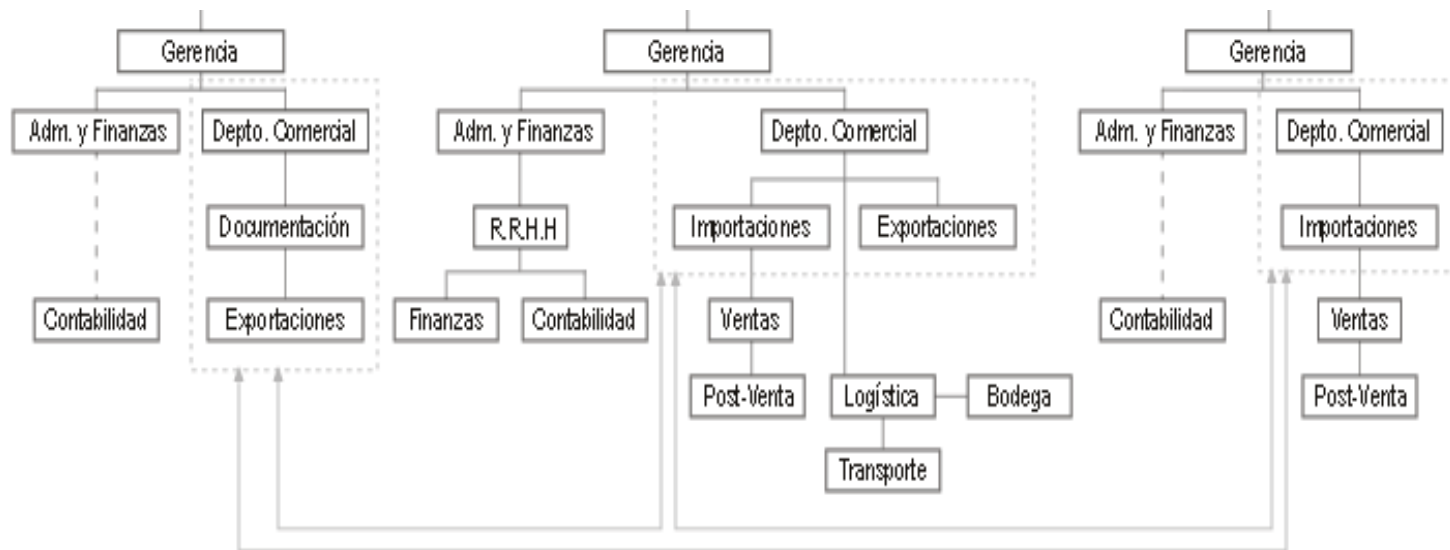 Gerencia
Gerencia
Gerencia
Adm. y Finanzas
Depto. Comercial
Adm. y Finanzas
Depto. Comercial
Adm. y Finanzas
Depto. Comercial
Documentación
R.R.H.H
Importaciones
Exportaciones
Importaciones
Contabilidad
Exportaciones
Finanzas
Contabilidad
Ventas
Contabilidad
Ventas
Post-Venta
Logística
Bodega
Post-Venta
Transporte